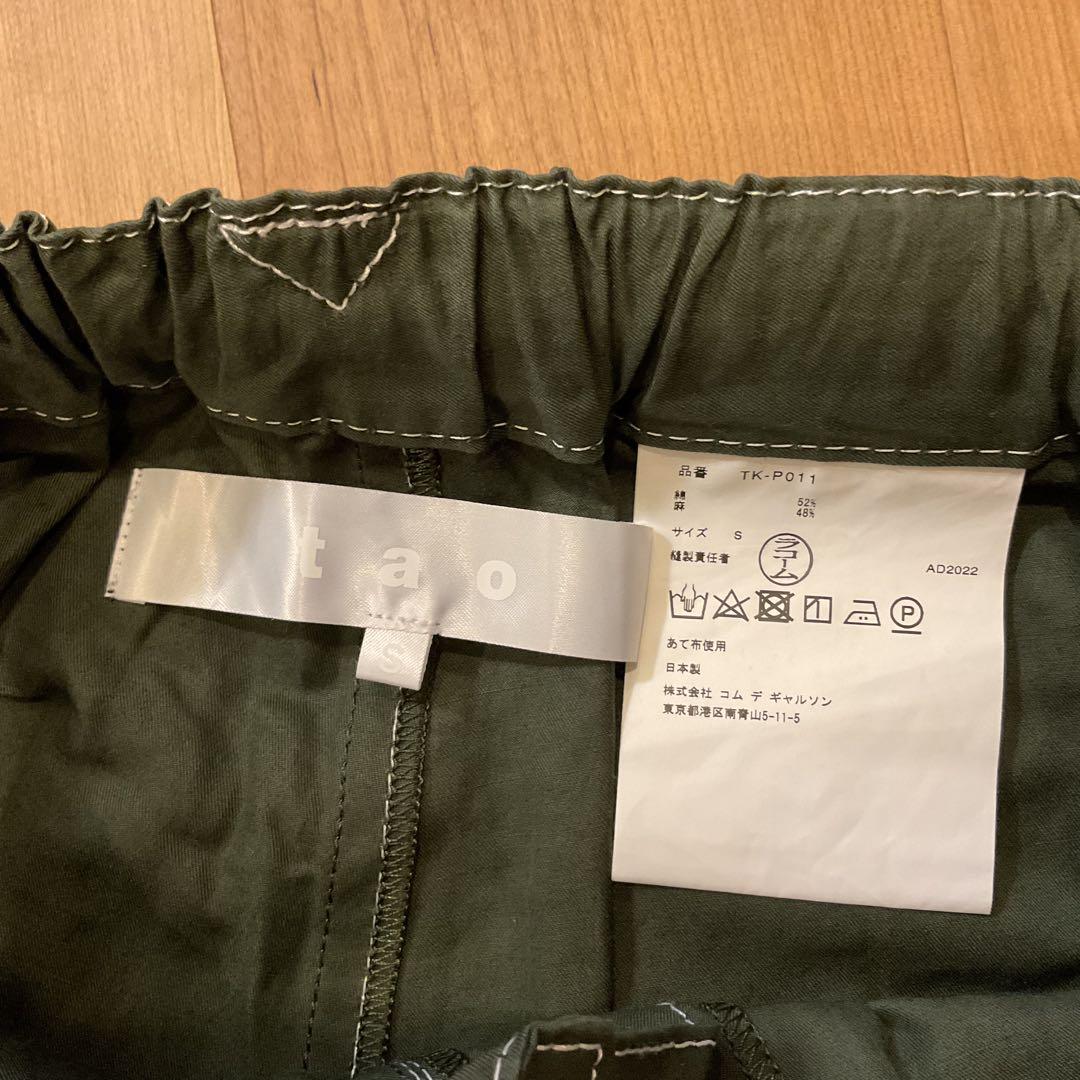 tao
S
品番 TK-P011
綿 52%
麻 48%
サイズ S
縫製責任者 ラコーム
AD2022
P
あて布使用
日本製
株式会社 コム デ ギャルソン
東京都港区南青山5-11-5